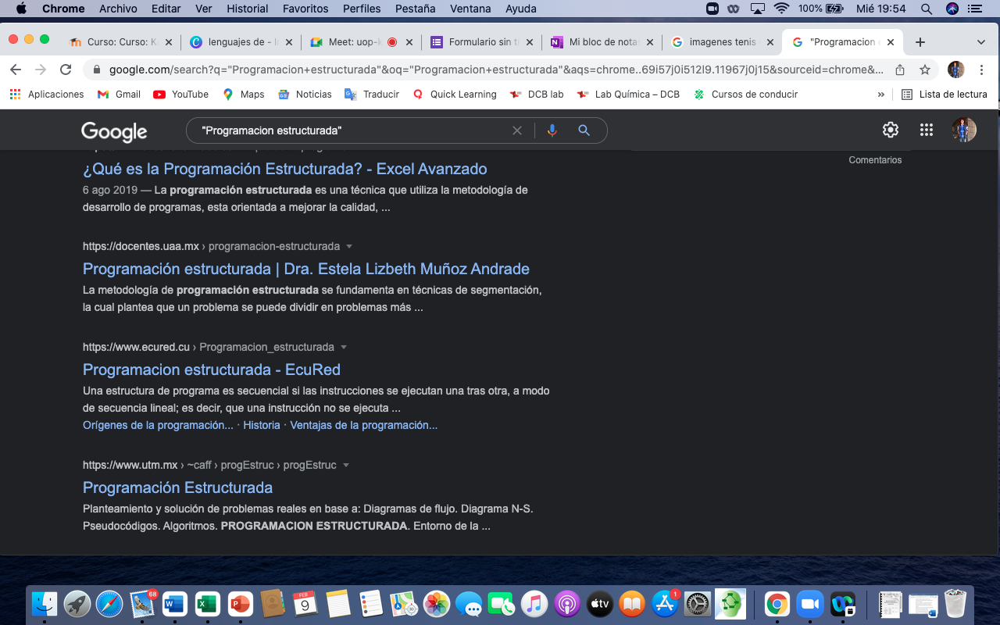 Chrome Archivo Editar Ver Historial Favoritos Perfiles Pestaña Ventana Ayuda 100% Mié 19:54
Curso: Curso: K lenguajes de - Meet: uop- Formulario sin t Mi bloc de notas imagenes tenis "Programacion
google.com/search?q="Programacion+estructurada"&oq="Programacion+estructurada"&aqs=chrome..69i57j0i512l9.11967j0j15&sourceid=chrome&...
Aplicaciones Gmail YouTube Maps Noticias Traducir Quick Learning DCB lab Lab Química – DCB Cursos de conducir » Lista de lectura
Google "Programacion estructurada"
Comentarios
¿Qué es la Programación Estructurada? - Excel Avanzado
6 ago 2019 — La programación estructurada es una técnica que utiliza la metodología de
desarrollo de programas, esta orientada a mejorar la calidad, ...
https://docentes.uaa.mx › programacion-estructurada
Programación estructurada | Dra. Estela Lizbeth Muñoz Andrade
La metodología de programación estructurada se fundamenta en técnicas de segmentación,
la cual plantea que un problema se puede dividir en problemas más ...
https://www.ecured.cu › Programacion_estructurada
Programacion estructurada - EcuRed
Una estructura de programa es secuencial si las instrucciones se ejecutan una tras otra, a modo
de secuencia lineal; es decir, que una instrucción no se ejecuta ...
Orígenes de la programación... · Historia · Ventajas de la programación...
https://www.utm.mx › ~caff › progEstruc › progEstruc
Programación Estructurada
Planteamiento y solución de problemas reales en base a: Diagramas de flujo. Diagrama N-S.
Pseudocódigos. Algoritmos. PROGRAMACION ESTRUCTURADA. Entorno de la ...
68 W X P FEB 9 tv 1